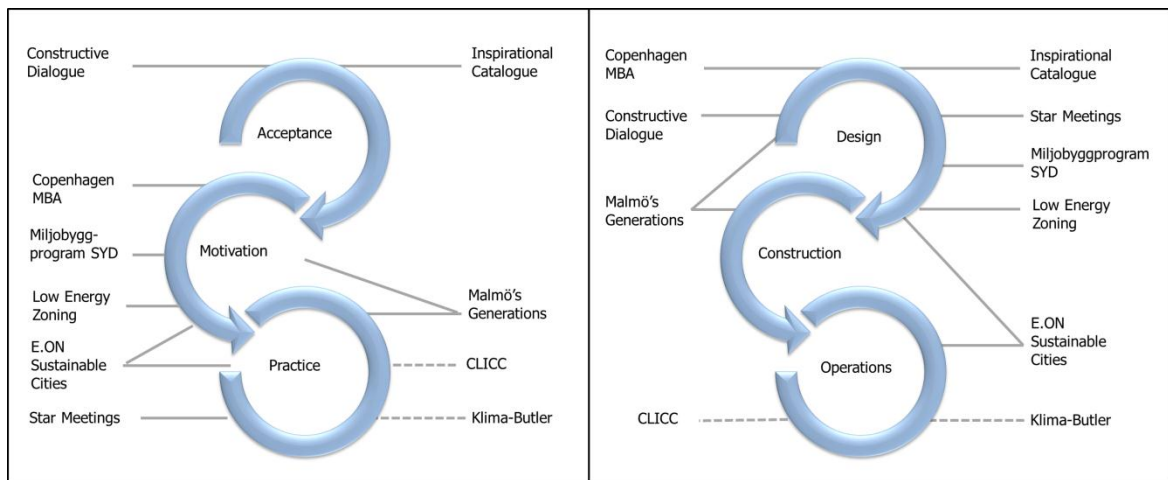 Constructive
Dialogue
Inspirational
Catalogue
Acceptance
Copenhagen
MBA
Miljobygg-
program SYD
Motivation
Low Energy
Zoning
Malmö's
Generations
E.ON
Sustainable
Cities
Practice
CLICC
Star Meetings
Klima-Butler
Copenhagen
MBA
Inspirational
Catalogue
Constructive
Dialogue
Star Meetings
Design
Miljobyggprogram
SYD
Malmö's
Generations
Low Energy
Zoning
Construction
E.ON
Sustainable
Cities
Operations
CLICC
Klima-Butler